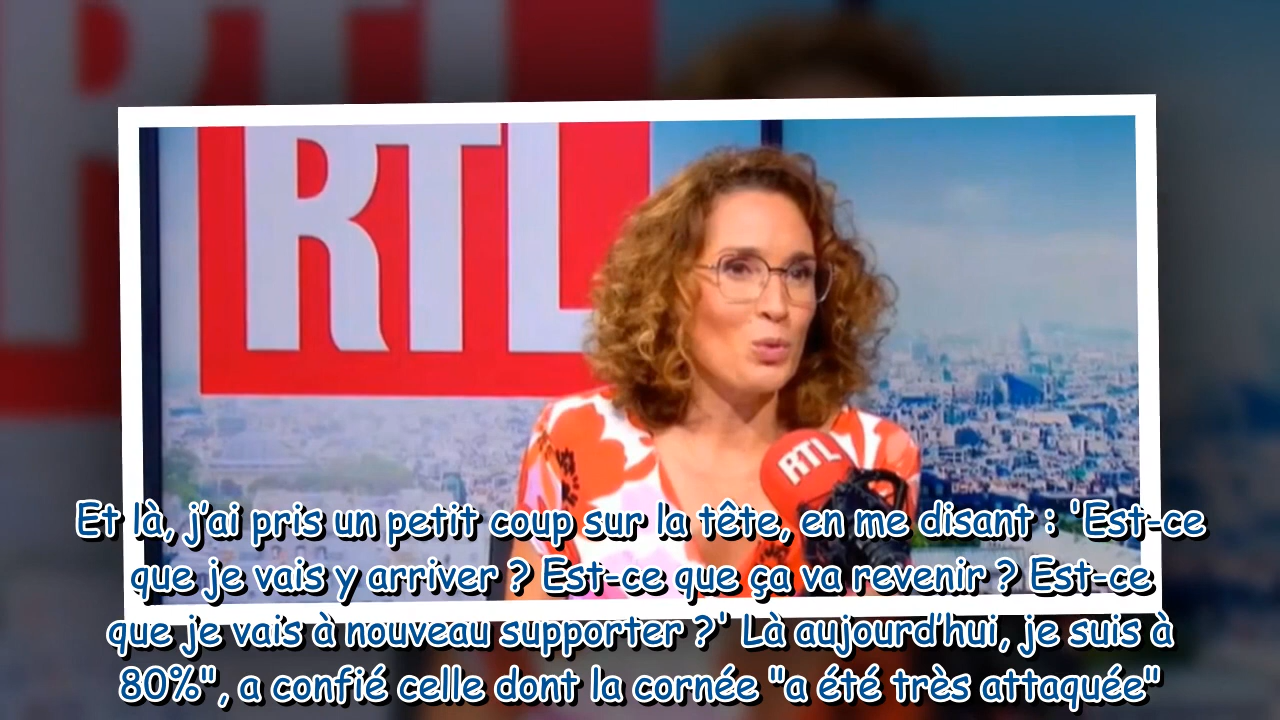 RTL
RTL
Et là, j'ai pris un petit coup sur la tête, en me disant : 'Est-ce
que je vais y arriver ? Est-ce que ça va revenir ? Est-ce
que je vais à nouveau supporter ?' Là aujourd'hui, je suis à
80%", a confié celle dont la cornée "a été très attaquée"